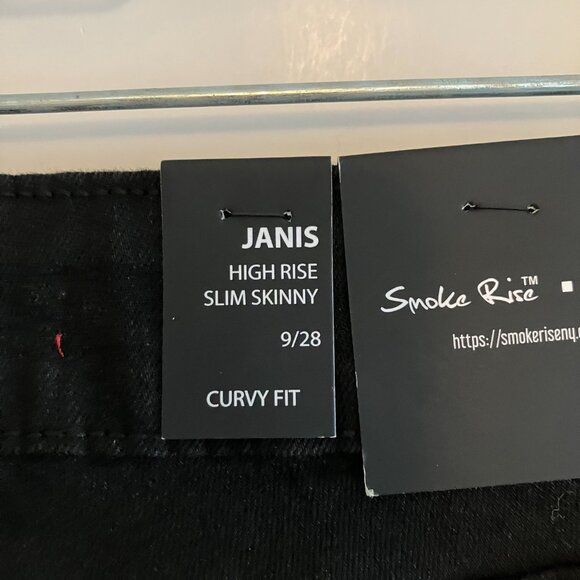 JANIS
HIGH RISE
SLIM SKINNY
9/28
CURVY FIT
Smoke Rise™
https://smokeriseny.